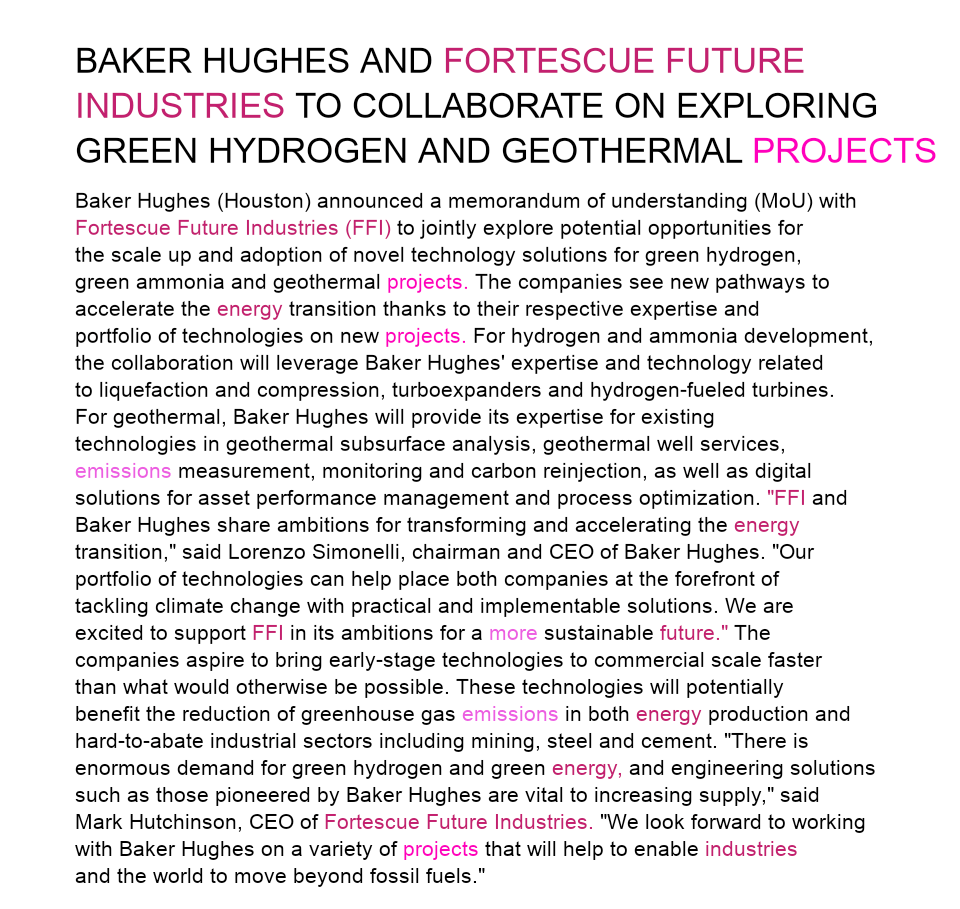 BAKER HUGHES AND FORTESCUE FUTURE
INDUSTRIES TO COLLABORATE ON EXPLORING
GREEN HYDROGEN AND GEOTHERMAL PROJECTS
Baker Hughes (Houston) announced a memorandum of understanding (MoU) with
Fortescue Future Industries (FFI) to jointly explore potential opportunities for
the scale up and adoption of novel technology solutions for green hydrogen,
green ammonia and geothermal projects. The companies see new pathways to
accelerate the energy transition thanks to their respective expertise and
portfolio of technologies on new projects. For hydrogen and ammonia development,
the collaboration will leverage Baker Hughes' expertise and technology related
to liquefaction and compression, turboexpanders and hydrogen-fueled turbines.
For geothermal, Baker Hughes will provide its expertise for existing
technologies in geothermal subsurface analysis, geothermal well services,
emissions measurement, monitoring and carbon reinjection, as well as digital
solutions for asset performance management and process optimization. "FFI and
Baker Hughes share ambitions for transforming and accelerating the energy
transition," said Lorenzo Simonelli, chairman and CEO of Baker Hughes. "Our
portfolio of technologies can help place both companies at the forefront of
tackling climate change with practical and implementable solutions. We are
excited to support FFI in its ambitions for a more sustainable future." The
companies aspire to bring early-stage technologies to commercial scale faster
than what would otherwise be possible. These technologies will potentially
benefit the reduction of greenhouse gas emissions in both energy production and
hard-to-abate industrial sectors including mining, steel and cement. "There is
enormous demand for green hydrogen and green energy, and engineering solutions
such as those pioneered by Baker Hughes are vital to increasing supply," said
Mark Hutchinson, CEO of Fortescue Future Industries. "We look forward to working
with Baker Hughes on a variety of projects that will help to enable industries
and the world to move beyond fossil fuels."